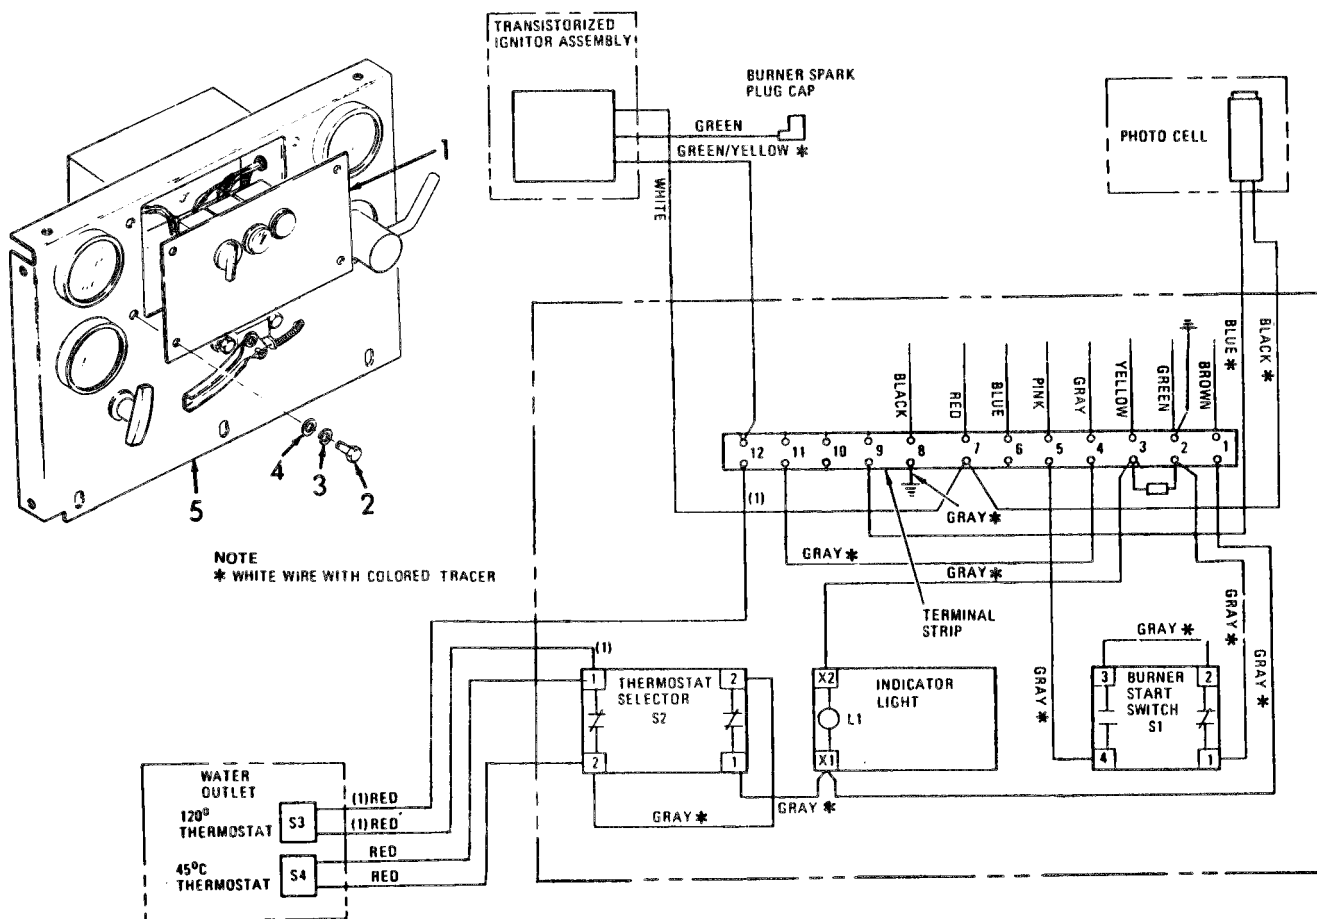 TRANSISTORIZED
IGNITOR ASSEMBLY
BURNER SPARK
PLUG CAP
GREEN
GREEN/YELLOW *
WHITE
PHOTO CELL
BLUE *
BLACK *
1
5
4
3
2
NOTE
* WHITE WIRE WITH COLORED TRACER
BLACK
RED
BLUE
PINK
GRAY
YELLOW
GREEN
BROWN
12
11
10
9
8
7
6
5
4
3
2
1
(1)
GRAY *
GRAY *
GRAY *
TERMINAL
STRIP
GRAY *
GRAY *
GRAY *
GRAY *
(1)
1
THERMOSTAT
SELECTOR
S2
2
2
1
X2
INDICATOR
LIGHT
L1
X1
3
BURNER
START
SWITCH
S1
2
4
1
GRAY *
GRAY *
WATER
OUTLET
120°
THERMOSTAT
S3
(1) RED
(1) RED
45°C
THERMOSTAT
S4
RED
RED